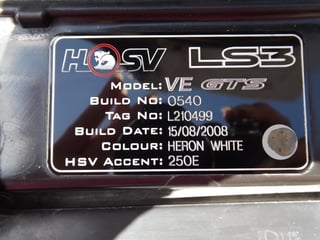 HSV LS3
MODEL: VE GTS
BUILD NO: 0540
TAG NO: L210499
BUILD DATE: 15/08/2008
COLOUR: HERON WHITE
HSV ACCENT: 250E